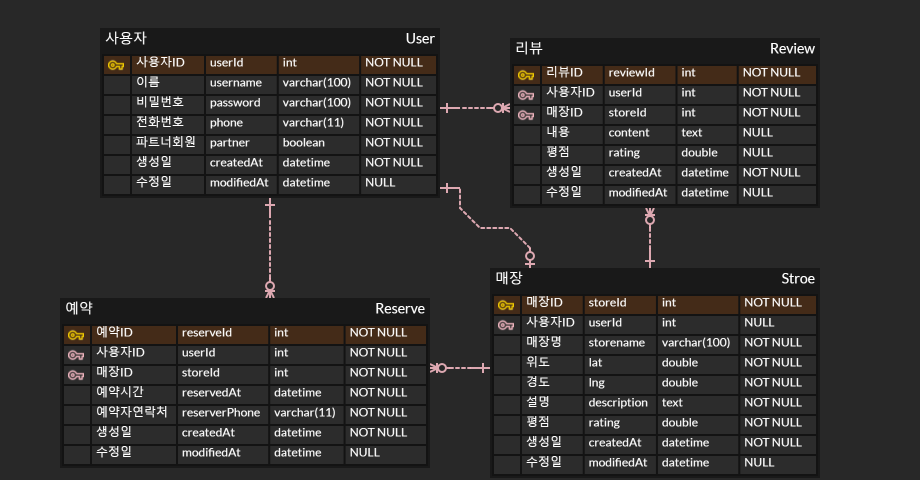 사용자 User
사용자ID userId int NOT NULL
이름 username varchar(100) NOT NULL
비밀번호 password varchar(100) NOT NULL
전화번호 phone varchar(11) NOT NULL
파트너회원 partner boolean NOT NULL
생성일 createdAt datetime NOT NULL
수정일 modifiedAt datetime NULL
리뷰 Review
리뷰ID reviewId int NOT NULL
사용자ID userId int NOT NULL
매장ID storeId int NOT NULL
내용 content text NULL
평점 rating double NULL
생성일 createdAt datetime NOT NULL
수정일 modifiedAt datetime NULL
예약 Reserve
예약ID reserveId int NOT NULL
사용자ID userId int NOT NULL
매장ID storeId int NOT NULL
예약시간 reservedAt datetime NOT NULL
예약자연락처 reserverPhone varchar(11) NOT NULL
생성일 createdAt datetime NOT NULL
수정일 modifiedAt datetime NULL
매장 Stroe
매장ID storeId int NOT NULL
사용자ID userId int NULL
매장명 storename varchar(100) NOT NULL
위도 lat double NOT NULL
경도 lng double NOT NULL
설명 description text NOT NULL
평점 rating double NOT NULL
생성일 createdAt datetime NOT NULL
수정일 modifiedAt datetime NULL